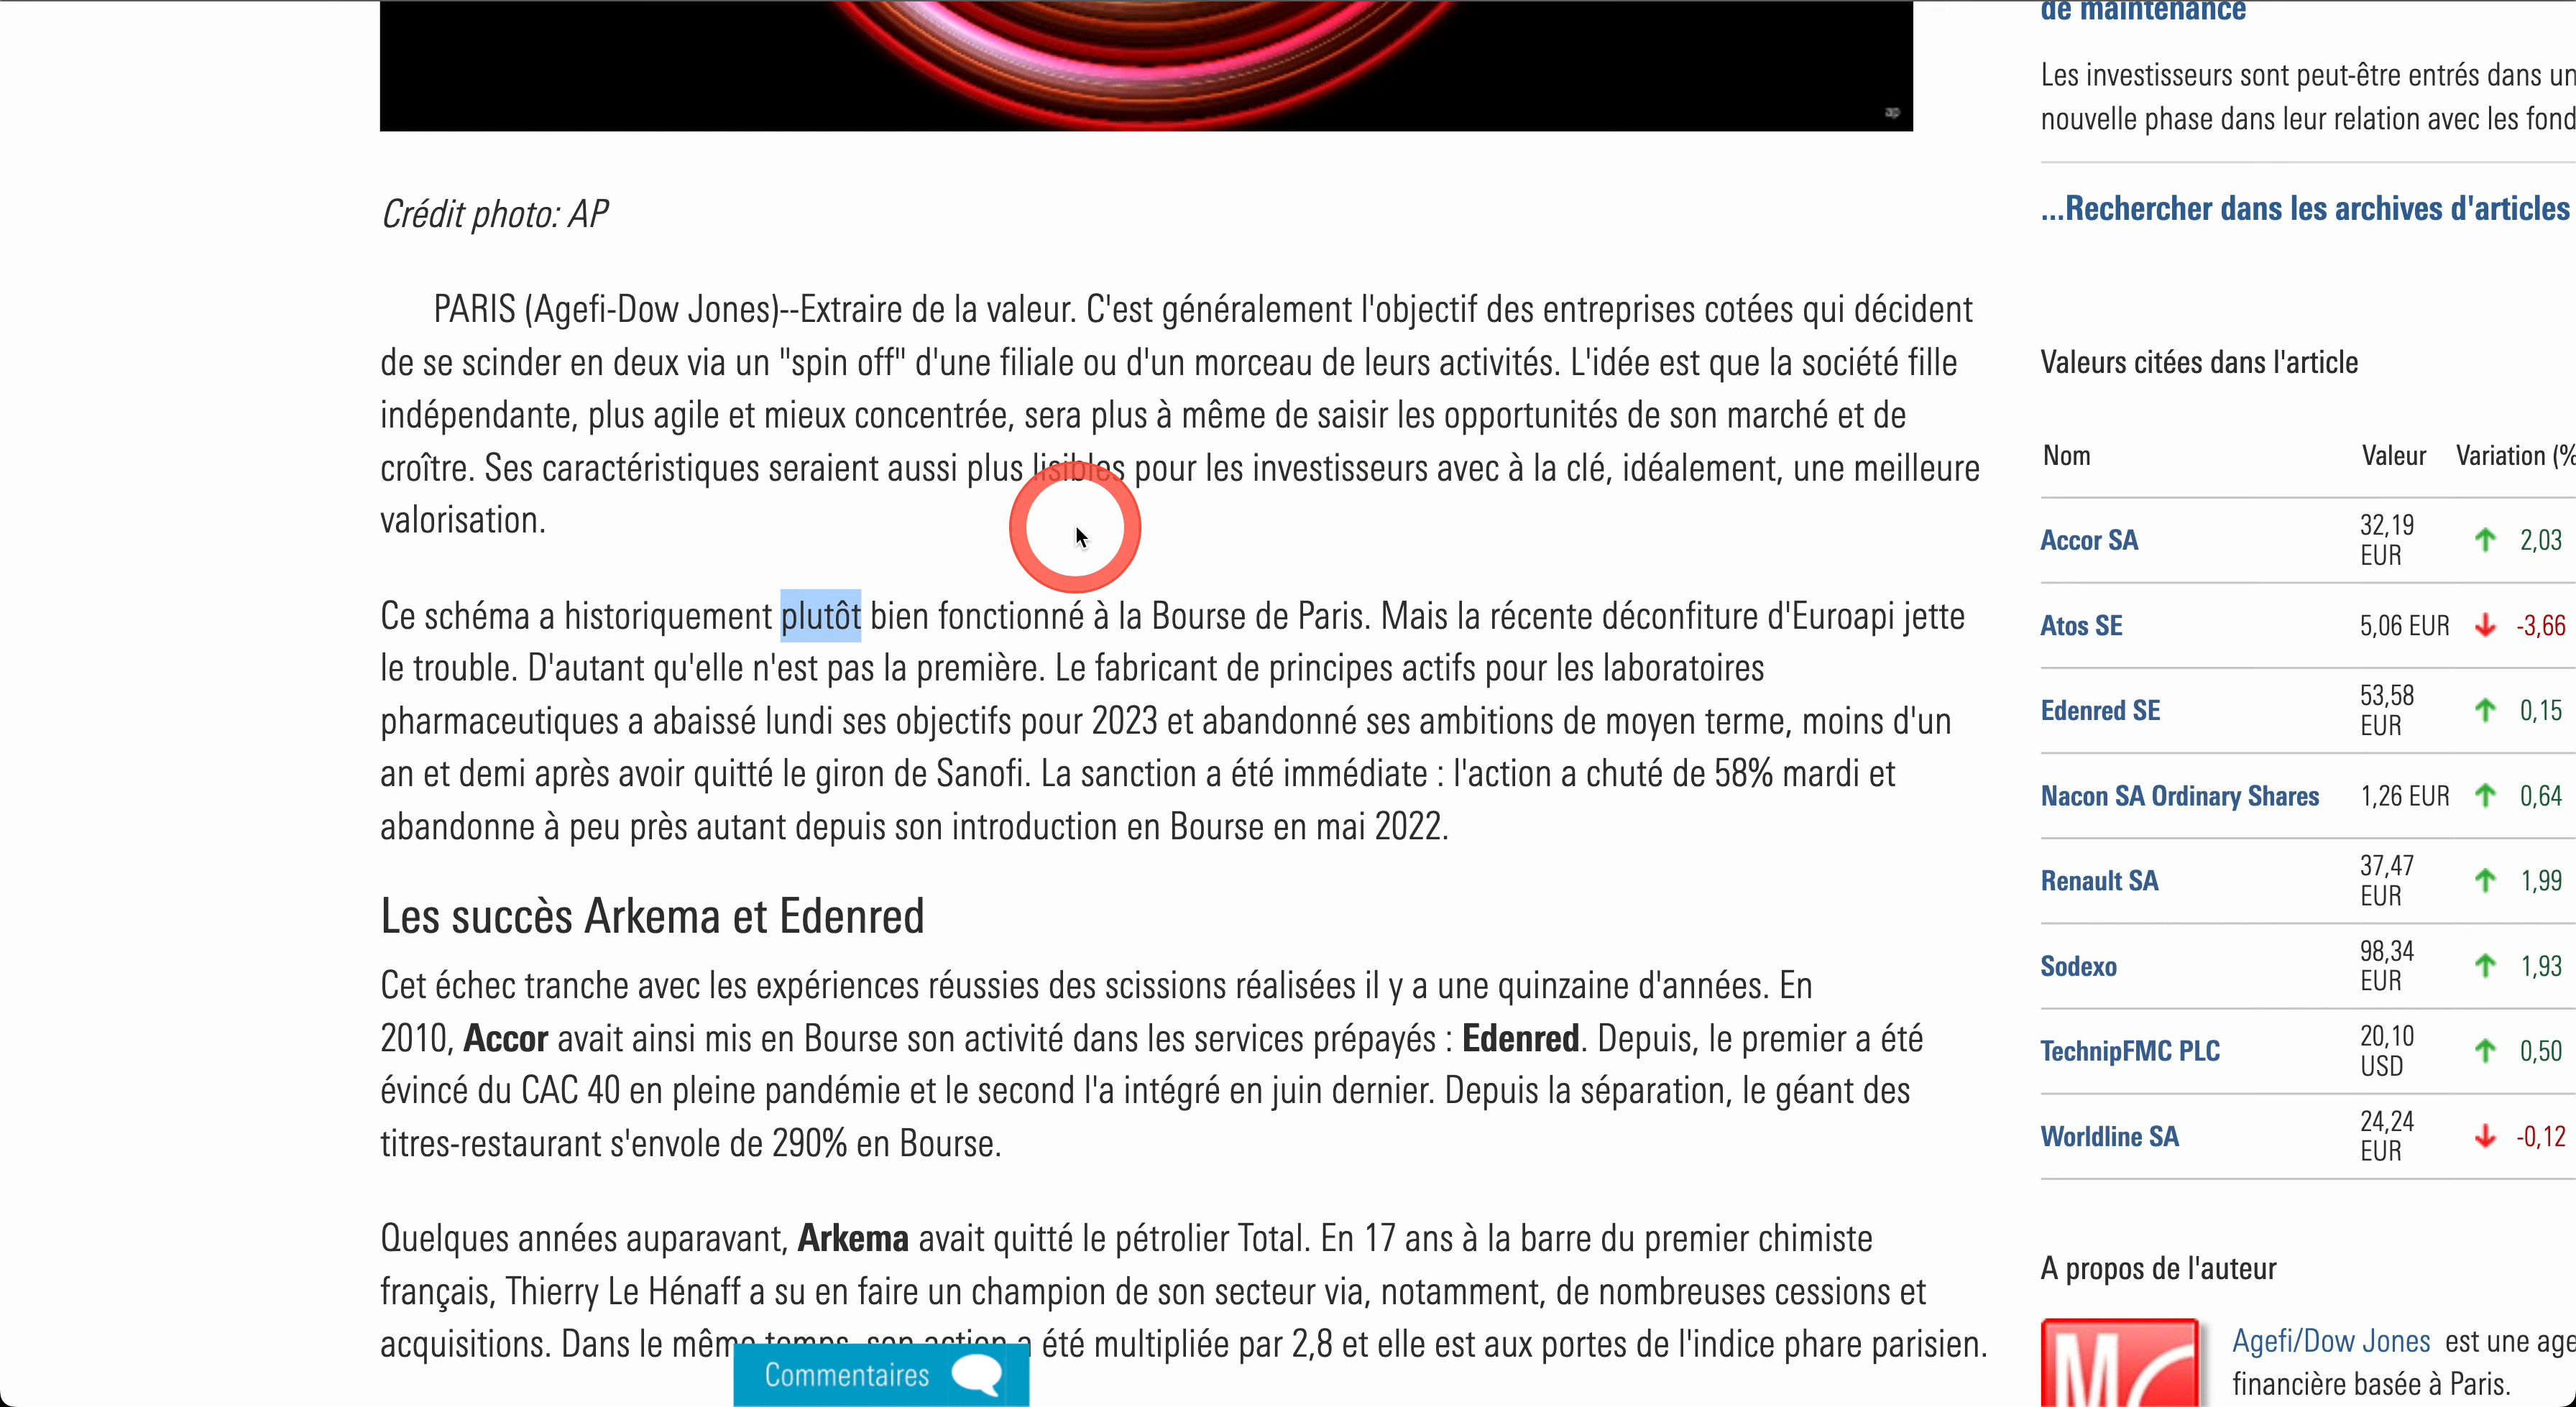 ap
Crédit photo: AP
PARIS (Agefi-Dow Jones)--Extraire de la valeur. C'est généralement l'objectif des entreprises cotées qui décident
de se scinder en deux via un "spin off" d'une filiale ou d'un morceau de leurs activités. L'idée est que la société fille
indépendante, plus agile et mieux concentrée, sera plus à même de saisir les opportunités de son marché et de
croître. Ses caractéristiques seraient aussi plus lisibles pour les investisseurs avec à la clé, idéalement, une meilleure
valorisation.
Ce schéma a historiquement plutôt bien fonctionné à la Bourse de Paris. Mais la récente déconfiture d'Euroapi jette
le trouble. D'autant qu'elle n'est pas la première. Le fabricant de principes actifs pour les laboratoires
pharmaceutiques a abaissé lundi ses objectifs pour 2023 et abandonné ses ambitions de moyen terme, moins d'un
an et demi après avoir quitté le giron de Sanofi. La sanction a été immédiate : l'action a chuté de 58% mardi et
abandonne à peu près autant depuis son introduction en Bourse en mai 2022.
Les succès Arkema et Edenred
Cet échec tranche avec les expériences réussies des scissions réalisées il y a une quinzaine d'années. En
2010, Accor avait ainsi mis en Bourse son activité dans les services prépayés : Edenred. Depuis, le premier a été
évincé du CAC 40 en pleine pandémie et le second l'a intégré en juin dernier. Depuis la séparation, le géant des
titres-restaurant s'envole de 290% en Bourse.
Quelques années auparavant, Arkema avait quitté le pétrolier Total. En 17 ans à la barre du premier chimiste
français, Thierry Le Hénaff a su en faire un champion de son secteur via, notamment, de nombreuses cessions et
acquisitions. Dans le même temps, son action a été multipliée par 2,8 et elle est aux portes de l'indice phare parisien.
Commentaires
de maintenance
Les investisseurs sont peut-être entrés dans un
nouvelle phase dans leur relation avec les fond
...Rechercher dans les archives d'articles
Valeurs citées dans l'article
Nom Valeur Variation (%
Accor SA 32,19 EUR 2,03
Atos SE 5,06 EUR -3,66
Edenred SE 53,58 EUR 0,15
Nacon SA Ordinary Shares 1,26 EUR 0,64
Renault SA 37,47 EUR 1,99
Sodexo 98,34 EUR 1,93
TechnipFMC PLC 20,10 USD 0,50
Worldline SA 24,24 EUR -0,12
A propos de l'auteur
M
Agefi/Dow Jones est une age
financière basée à Paris.